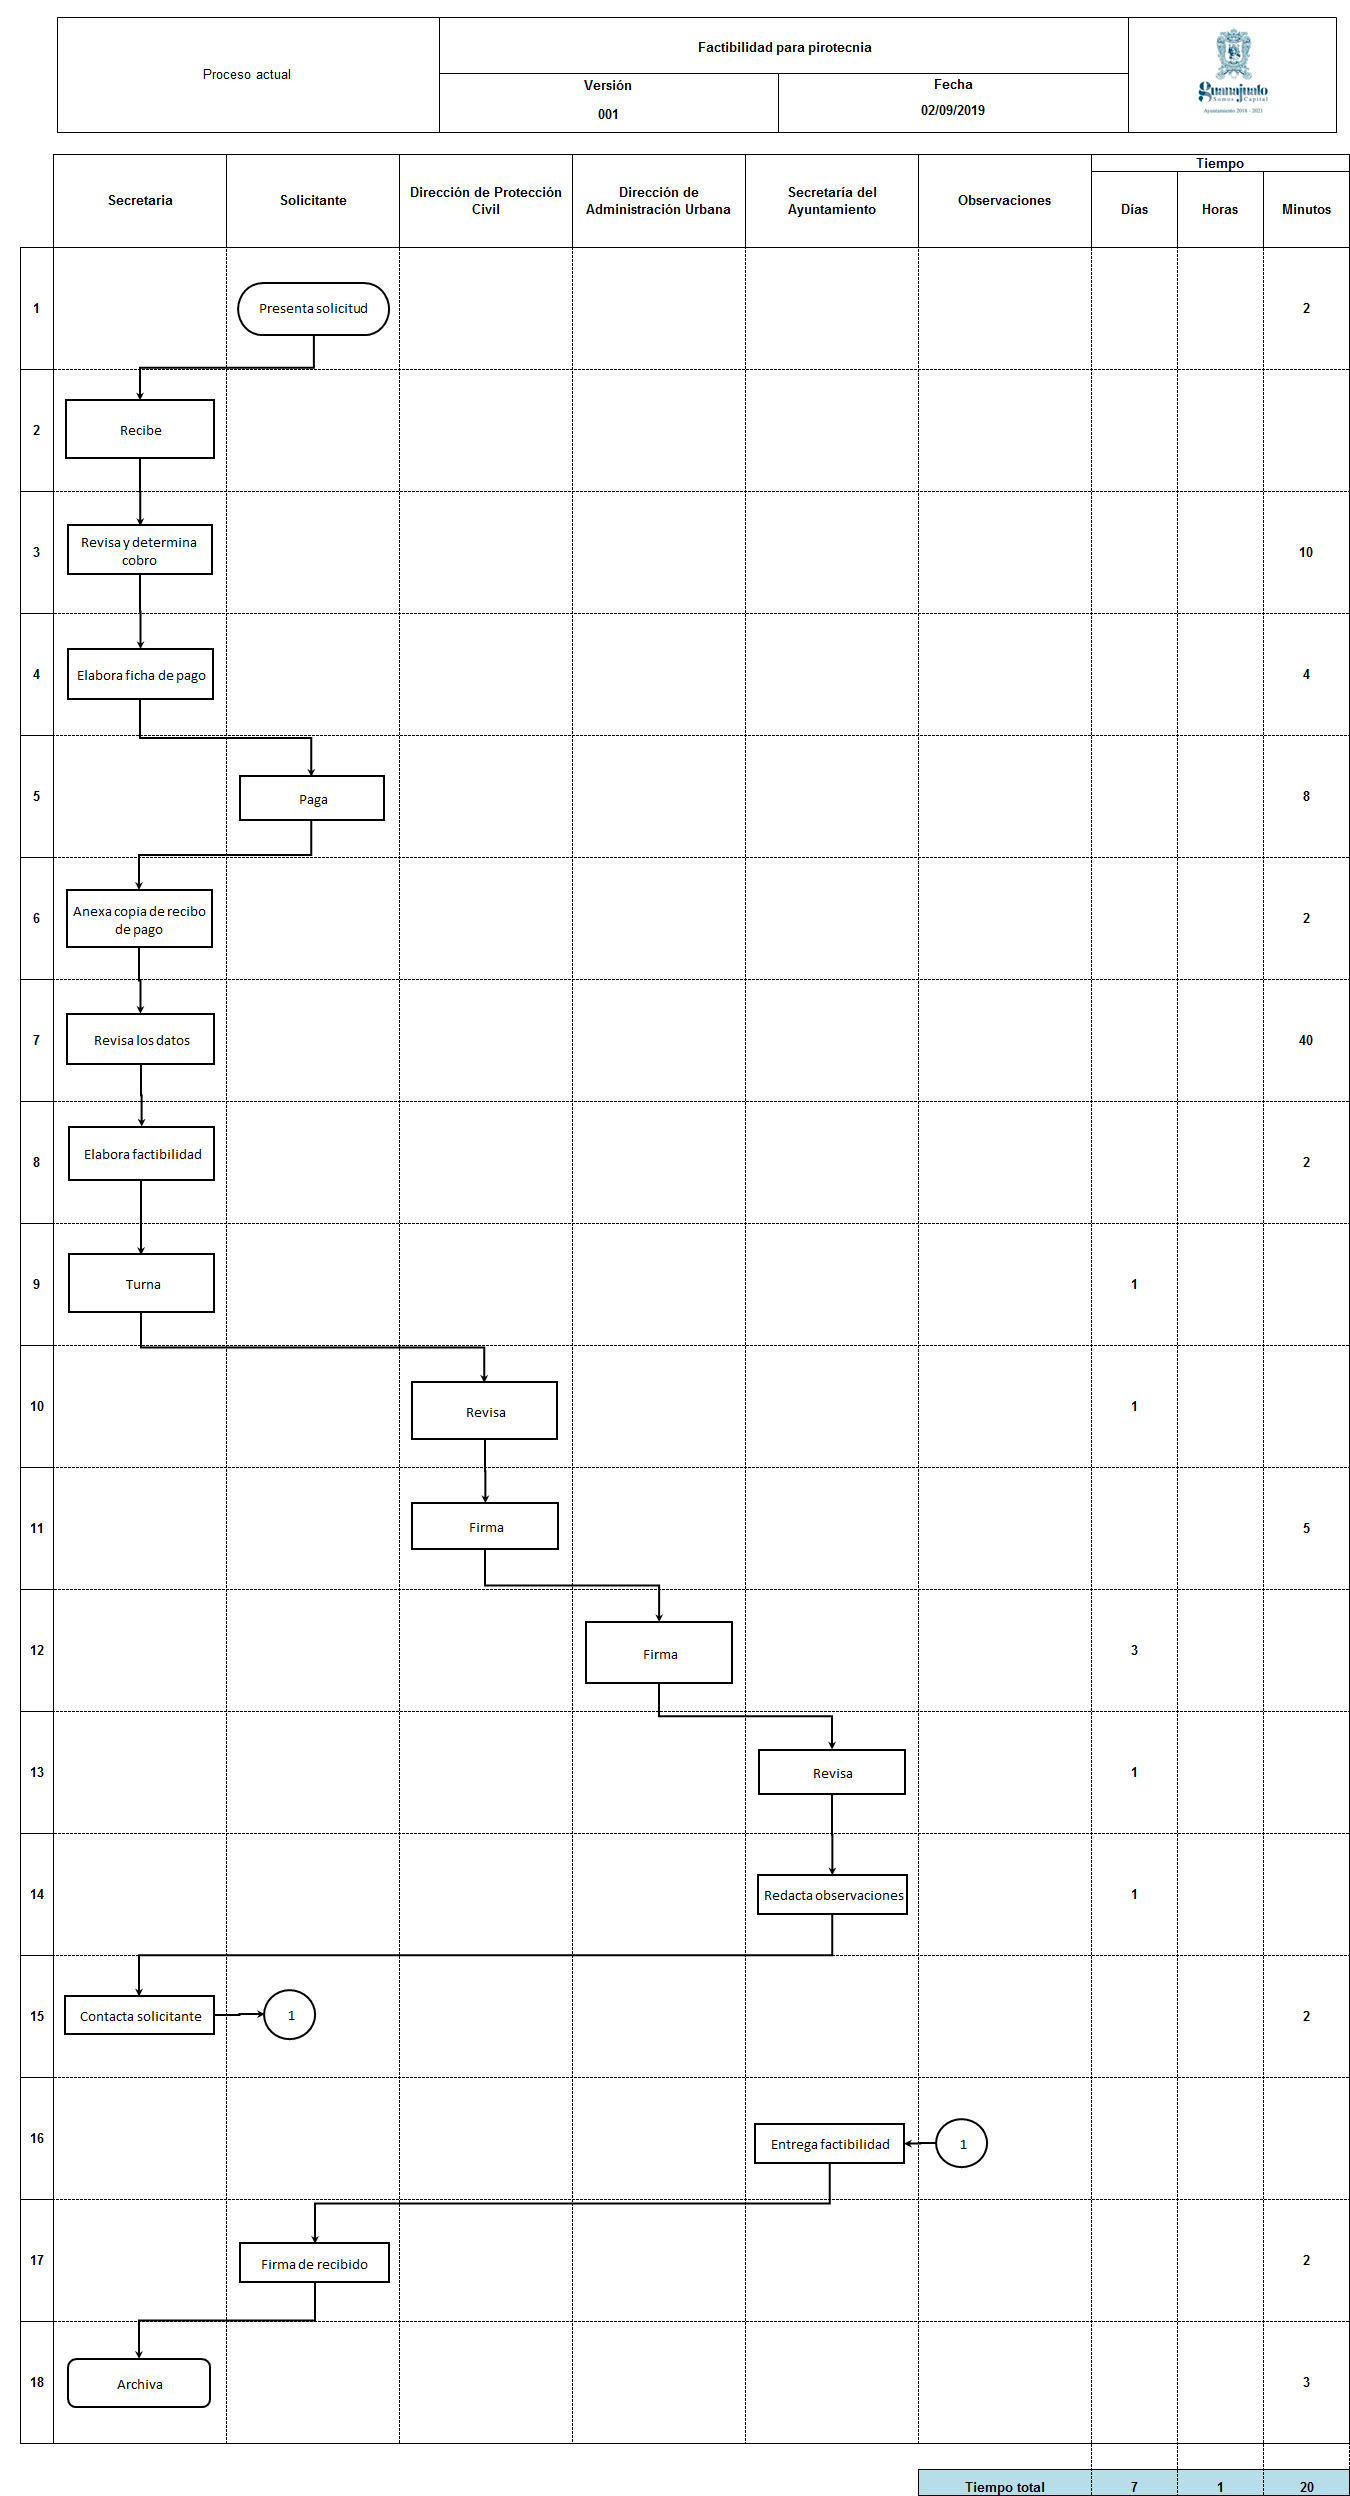 Proceso actual
Factibilidad para pirotecnia
Versión
001
Fecha
02/09/2019
guanajuato
Somos Capital
Ayuntamiento 2018 - 2021
Secretaria
Solicitante
Dirección de Protección
Civil
Dirección de
Administración Urbana
Secretaría del
Ayuntamiento
Observaciones
Tiempo
Días
Horas
Minutos
1
Presenta solicitud
2
2
Recibe
3
Revisa y determina
cobro
10
4
Elabora ficha de pago
4
5
Paga
8
6
Anexa copia de recibo
de pago
2
7
Revisa los datos
40
8
Elabora factibilidad
2
9
Turna
1
10
Revisa
1
11
Firma
5
12
Firma
3
13
Revisa
1
14
Redacta observaciones
1
15
Contacta solicitante
1
2
16
Entrega factibilidad
1
17
Firma de recibido
2
18
Archiva
3
Tiempo total
7
1
20